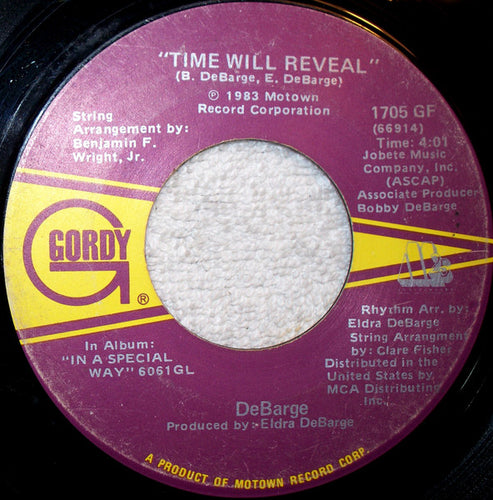 "TIME WILL REVEAL"
(B. DeBarge, E. DeBarge)
℗ 1983 Motown
Record Corporation
String
Arrangement by:
Benjamin F.
Wright, Jr.
1705 GF
(66914)
Time: 4:01
Jobete Music
Company, Inc.
(ASCAP)
Associate Producer
Bobby DeBarge
GORDY
G
®
In Album:
"IN A SPECIAL
WAY" 6061GL
Rhythm Arr. by:
Eldra DeBarge
String Arrangment
by: Clare Fisher
Distributed in the
United States by
MCA Distributing
Inc.
DeBarge
Produced by: Eldra DeBarge
A PRODUCT OF MOTOWN RECORD CORP.